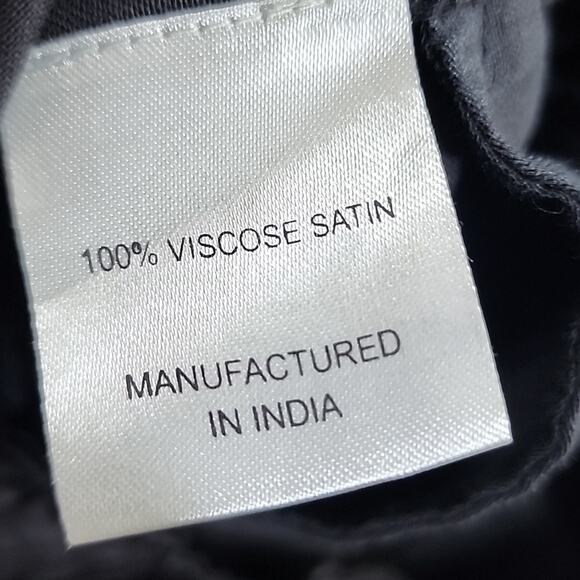 100% VISCOSE SATIN
MANUFACTURED
IN INDIA